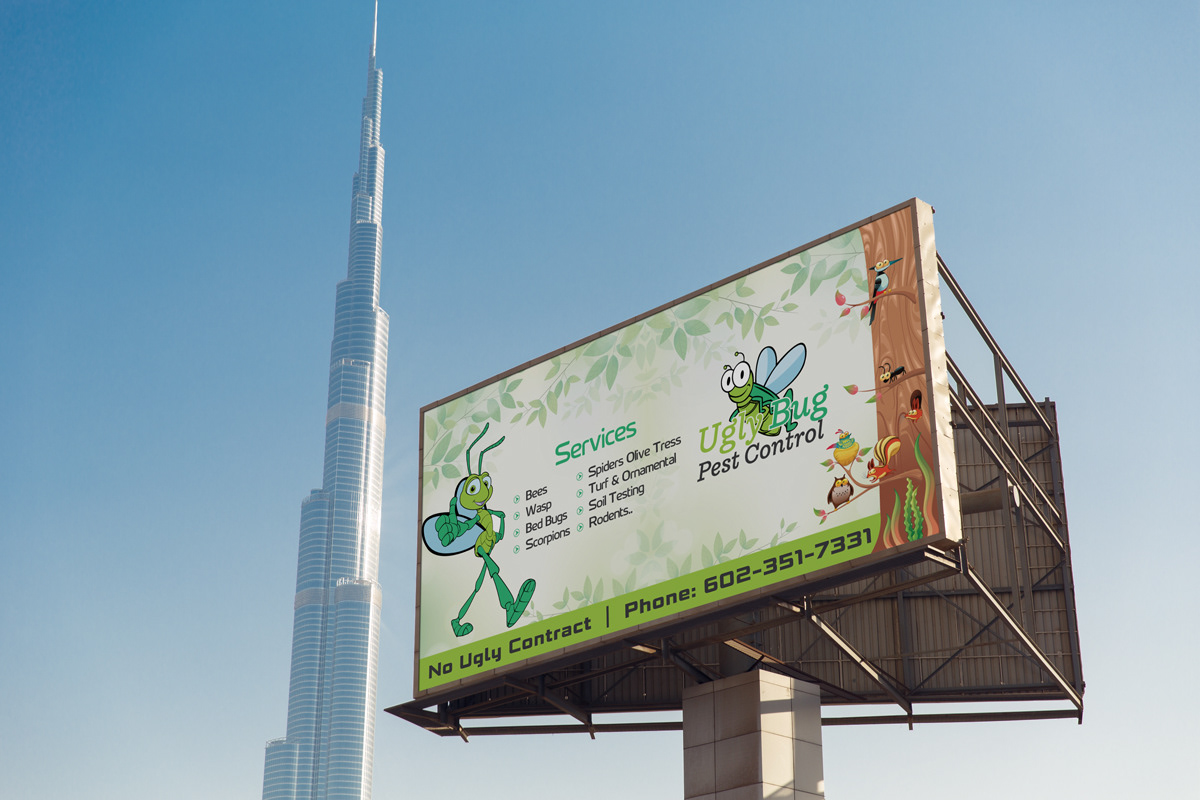 Services
Bees
Wasp
Bed Bugs
Scorpions
Spiders Olive Tress
Turf & Ornamental
Soil Testing
Rodents..
Ugly Bug
Pest Control
No Ugly Contract | Phone: 602-351-7331